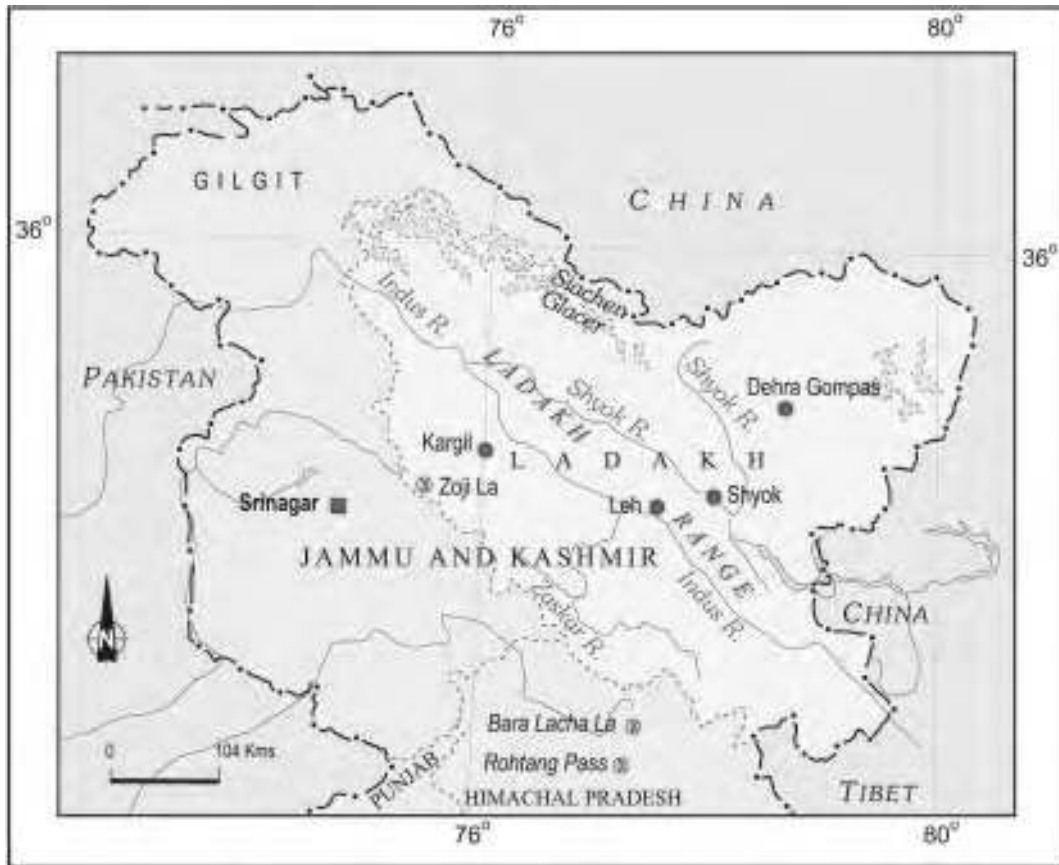 76°
80°
GILGIT
CHINA
36°
36°
Siachen
Glacer
Indus R.
PAKISTAN
LADAKH
Shyok R.
Shyok R.
Dehra Gompas
Kargil
LADAKH
Zoji La
Srinagar
Leh
Shyok
JAMMU AND KASHMIR
RANGE
Zaskar R.
Indus R.
CHINA
N
Bara Lacha La
0
104 Kms
Rohtang Pass
PUNJAB
HIMACHAL PRADESH
TIBET
76°
80°